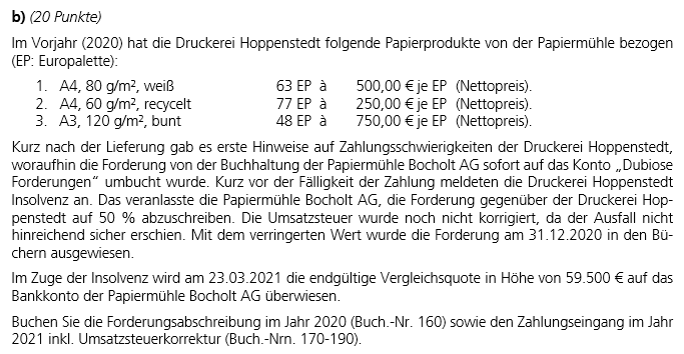 b) (20 Punkte)
Im Vorjahr (2020) hat die Druckerei Hoppenstedt folgende Papierprodukte von der Papiermühle bezogen
(EP: Europalette):
1. A4, 80 g/m², weiß 63 EP à 500,00 € je EP (Nettopreis).
2. A4, 60 g/m², recycelt 77 EP à 250,00 € je EP (Nettopreis).
3. A3, 120 g/m², bunt 48 EP à 750,00 € je EP (Nettopreis).
Kurz nach der Lieferung gab es erste Hinweise auf Zahlungsschwierigkeiten der Druckerei Hoppenstedt,
woraufhin die Forderung von der Buchhaltung der Papiermühle Bocholt AG sofort auf das Konto „Dubiose
Forderungen“ umbucht wurde. Kurz vor der Fälligkeit der Zahlung meldeten die Druckerei Hoppenstedt
Insolvenz an. Das veranlasste die Papiermühle Bocholt AG, die Forderung gegenüber der Druckerei Hop-
penstedt auf 50 % abzuschreiben. Die Umsatzsteuer wurde noch nicht korrigiert, da der Ausfall nicht
hinreichend sicher erschien. Mit dem verringerten Wert wurde die Forderung am 31.12.2020 in den Bü-
chern ausgewiesen.
Im Zuge der Insolvenz wird am 23.03.2021 die endgültige Vergleichsquote in Höhe von 59.500 € auf das
Bankkonto der Papiermühle Bocholt AG überwiesen.
Buchen Sie die Forderungsabschreibung im Jahr 2020 (Buch.-Nr. 160) sowie den Zahlungseingang im Jahr
2021 inkl. Umsatzsteuerkorrektur (Buch.-Nrn. 170-190).